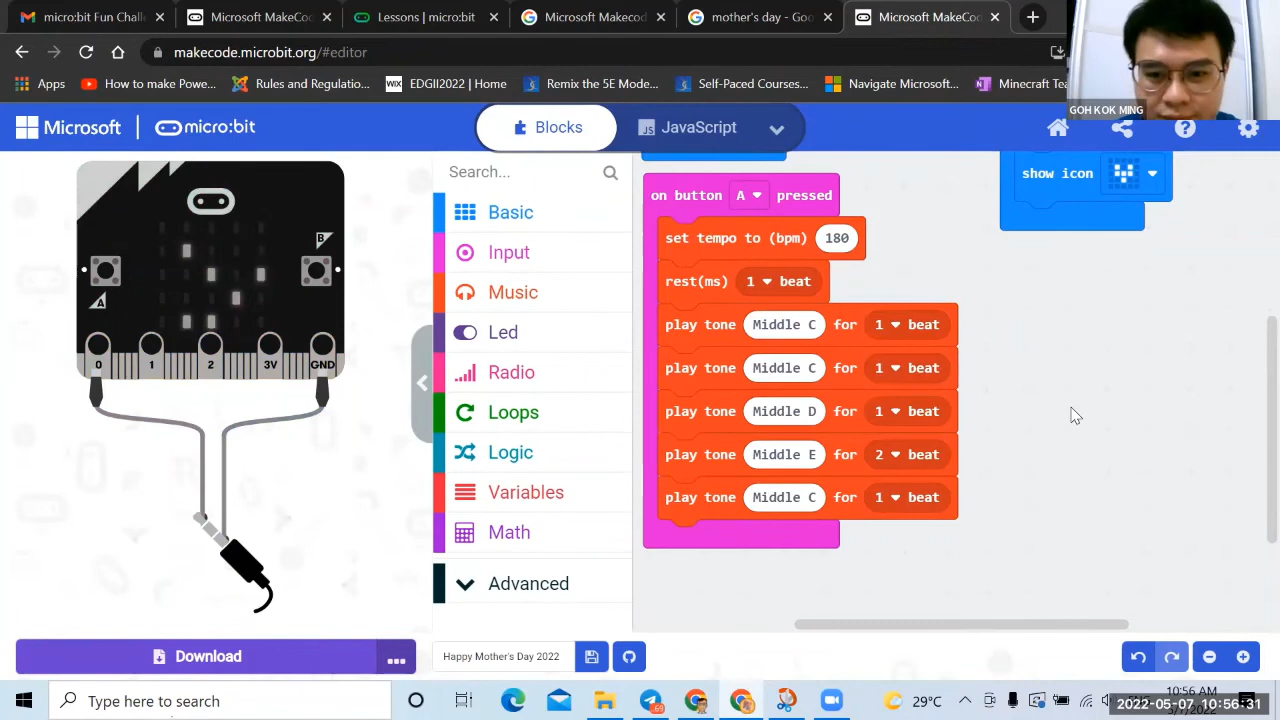 micro:bit Fun Chall
Microsoft MakeCod
Lessons | micro:bit
Microsoft Makecod
mother's day - Goo
Microsoft MakeCod
makecode.microbit.org/#editor
Apps
How to make Powe...
Rules and Regulatio...
WIX EDC2022 | Home
Remix the 5E Mode...
Self-Paced Courses...
Navigate Microsoft...
Minecraft Tea
GOH KOK MING
Microsoft
micro:bit
Blocks
JS JavaScript
Search...
Basic
Input
Music
Led
Radio
Loops
Logic
Variables
Math
Advanced
A
B
0 1 2 3V GND
show icon
on button A pressed
set tempo to (bpm) 180
rest(ms) 1 beat
play tone Middle C for 1 beat
play tone Middle C for 1 beat
play tone Middle D for 1 beat
play tone Middle E for 2 beat
play tone Middle C for 1 beat
Download
Happy Mother's Day 2022
Type here to search
29°C
10:56 AM
2022-05-07 10:56:31